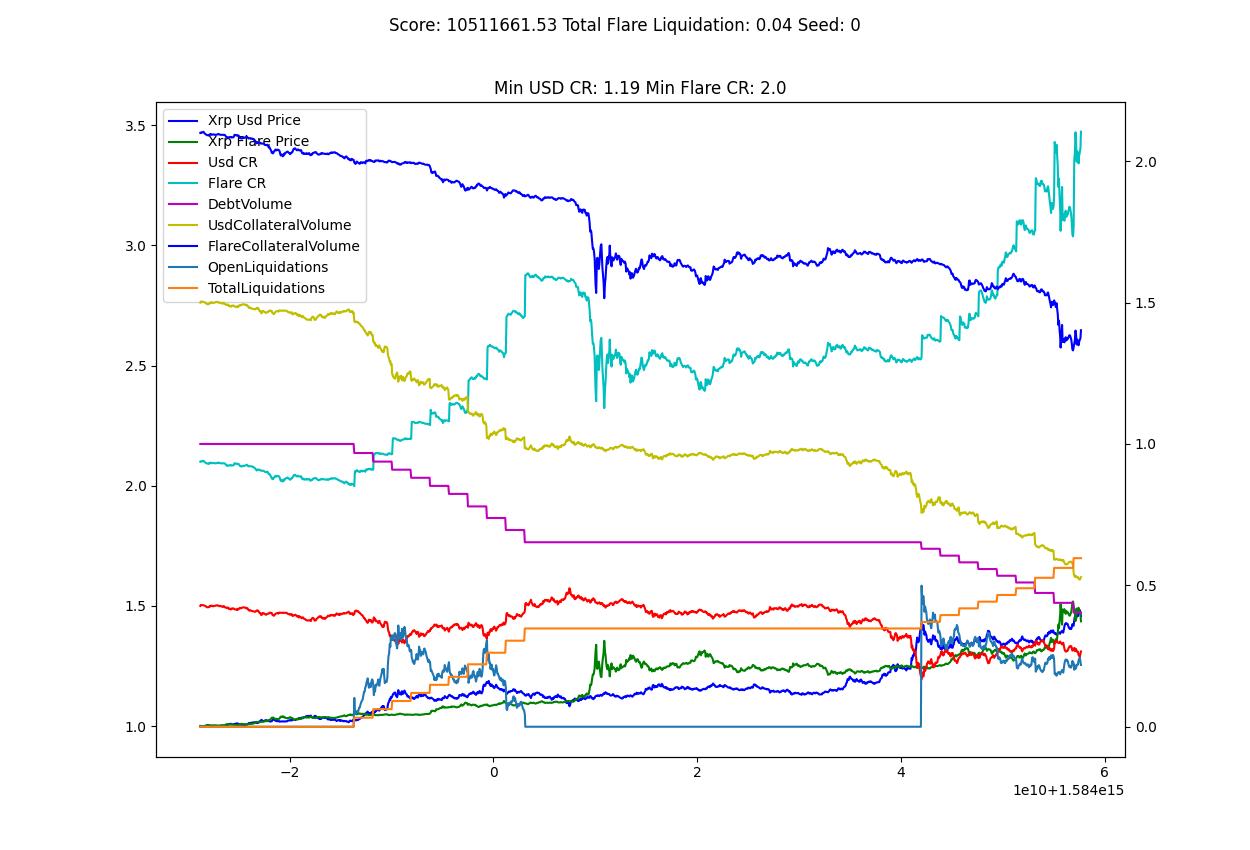 Score: 10511661.53 Total Flare Liquidation: 0.04 Seed: 0
Min USD CR: 1.19 Min Flare CR: 2.0
Xrp Usd Price
Xrp Flare Price
Usd CR
Flare CR
DebtVolume
UsdCollateralVolume
FlareCollateralVolume
OpenLiquidations
TotalLiquidations
3.5
3.0
2.5
2.0
1.5
1.0
2.0
1.5
1.0
0.5
0.0
−2
0
2
4
6
1e10+1.584e15